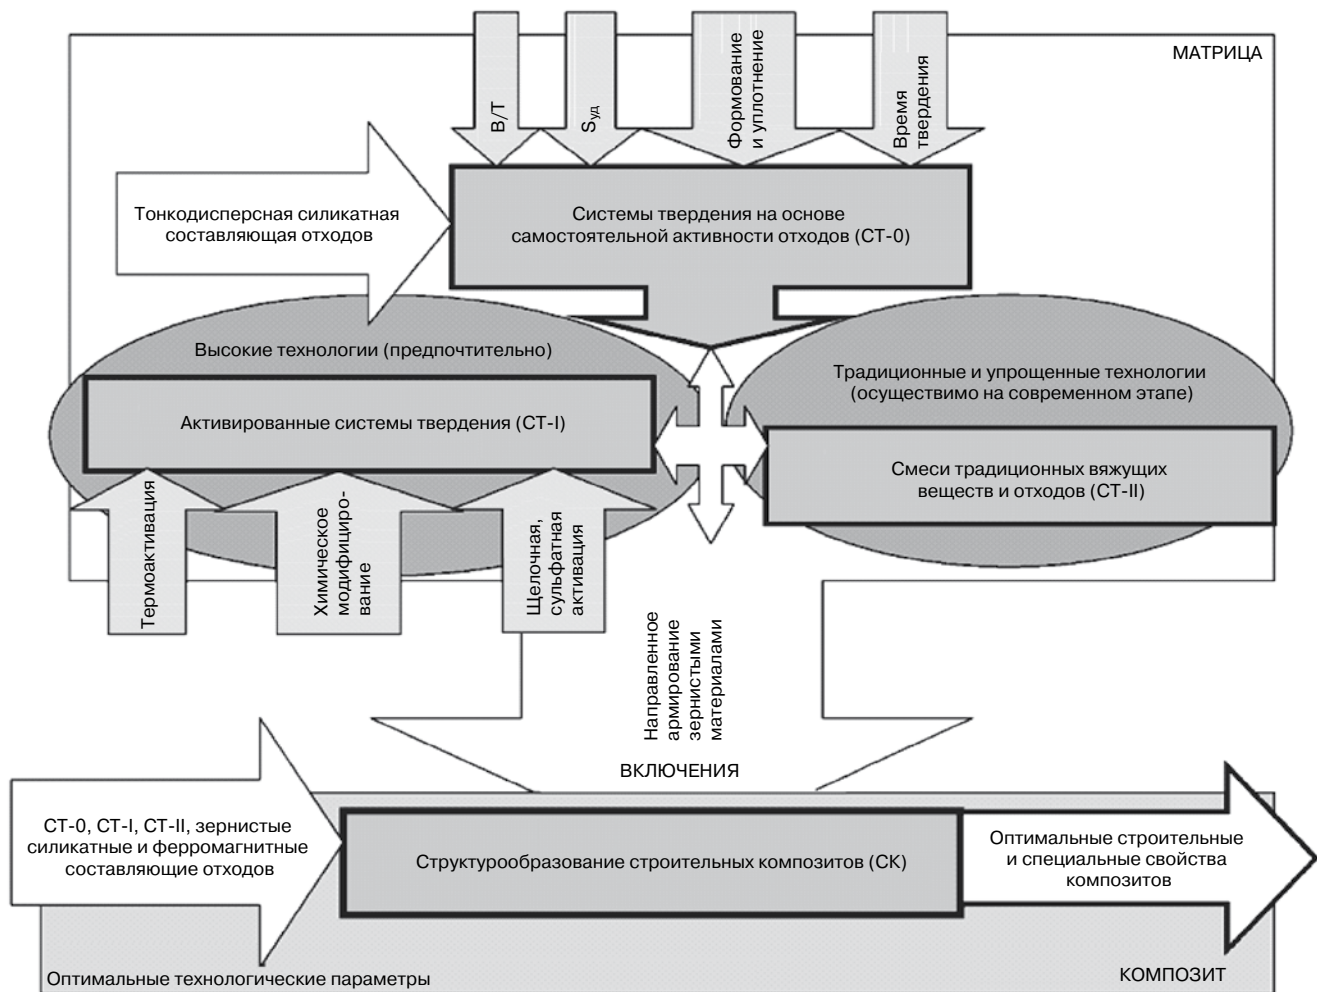 МАТРИЦА
В/Т
Sуд
Формование
и уплотнение
Время
твердения
Тонкодисперсная силикатная
составляющая отходов
Системы твердения на основе
самостоятельной активности отходов (СТ-0)
Высокие технологии (предпочтительно)
Активированные системы твердения (СТ-I)
Традиционные и упрощенные технологии
(осуществимо на современном этапе)
Смеси традиционных вяжущих
веществ и отходов (СТ-II)
Термоактивация
Химическое
модифициро-
вание
Щелочная,
сульфатная
активация
Направленное
армирование
зернистыми
материалами
ВКЛЮЧЕНИЯ
СТ-0, СТ-I, СТ-II, зернистые
силикатные и ферромагнитные
составляющие отходов
Структурообразование строительных композитов (СК)
Оптимальные строительные
и специальные свойства
композитов
Оптимальные технологические параметры
КОМПОЗИТ